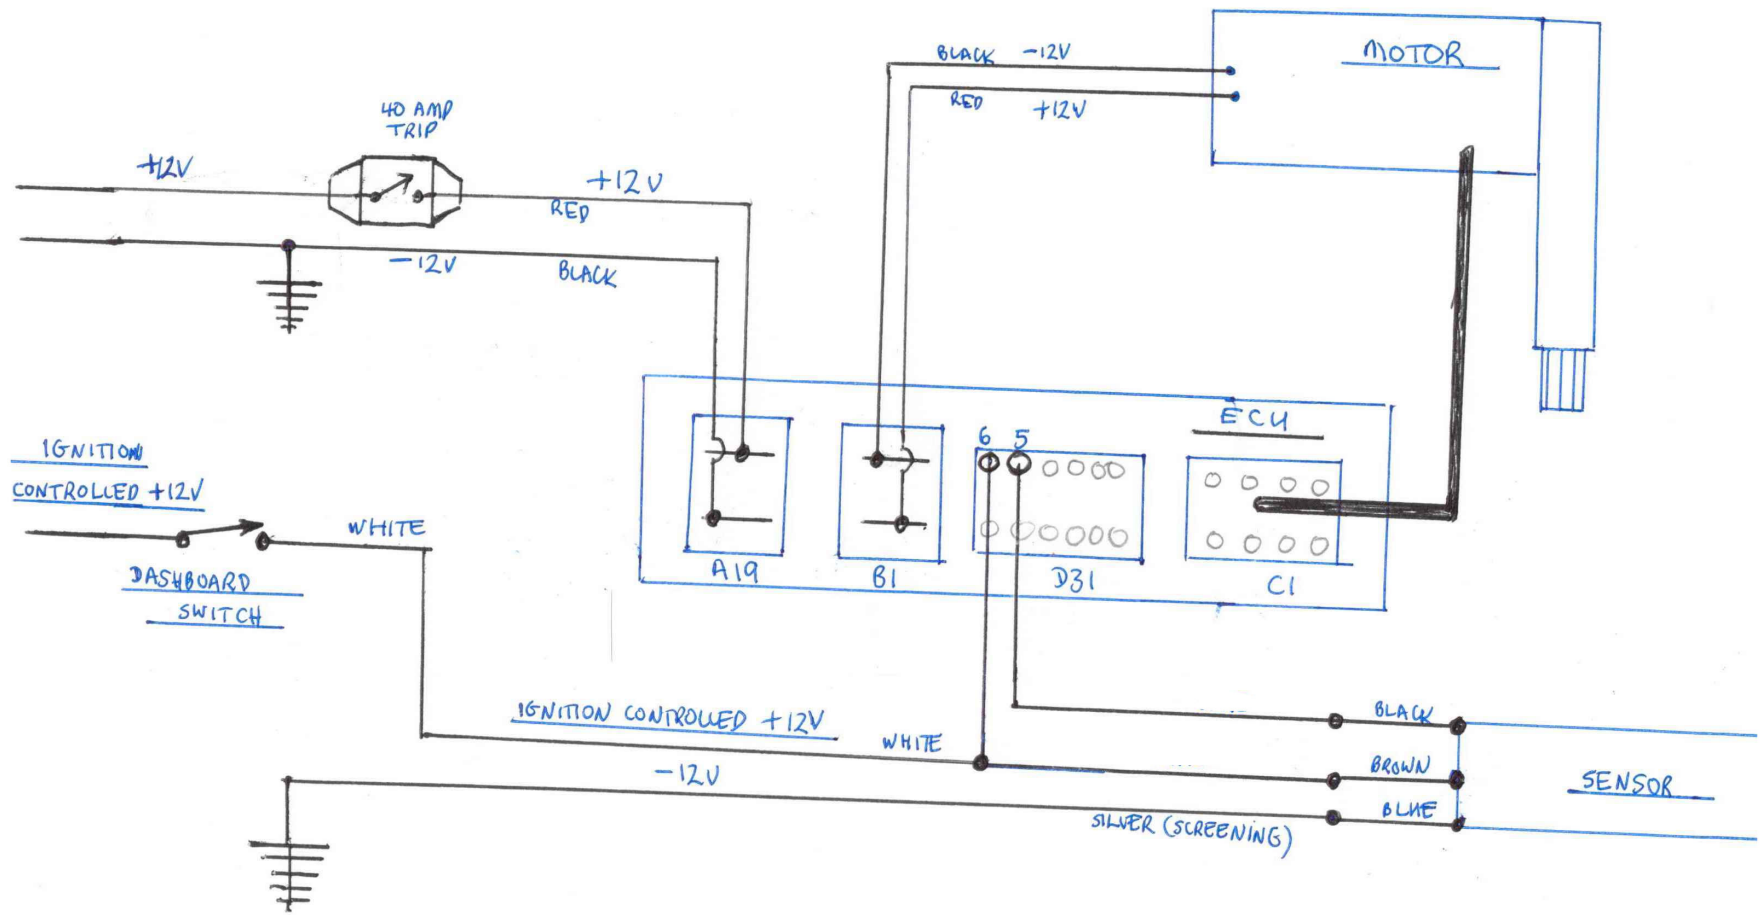 BLACK -12V
MOTOR
RED +12V
40 AMP
TRIP
+12V
+12V
RED
-12V
BLACK
ECU
6 5
IGNITION
CONTROLLED +12V
WHITE
DASHBOARD
SWITCH
A19
B1
D31
C1
IGNITION CONTROLLED +12V
WHITE
BLACK
-12V
BROWN
SENSOR
BLUE
SILVER (SCREENING)